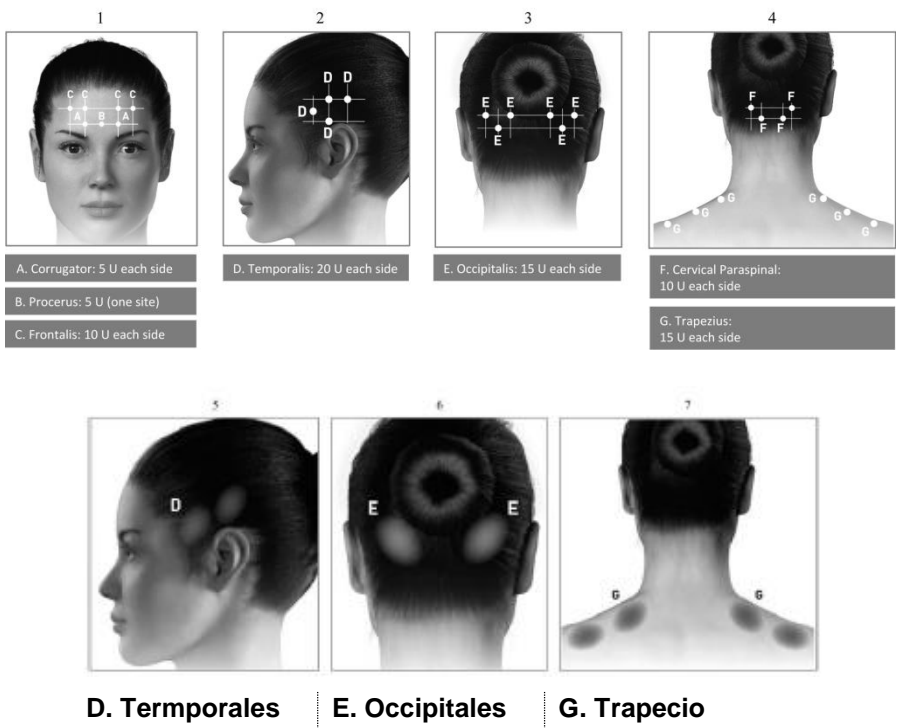 1
2
3
4
C C C C
A B A
D D
D
D
E E E E
E E
F F
F F
G G
G G
G G
A. Corrugator: 5 U each side
B. Procerus: 5 U (one site)
C. Frontalis: 10 U each side
D. Temporalis: 20 U each side
E. Occipitalis: 15 U each side
F. Cervical Paraspinal:
10 U each side
G. Trapezius:
15 U each side
5
6
7
D
E E
G G
D. Termporales
E. Occipitales
G. Trapecio